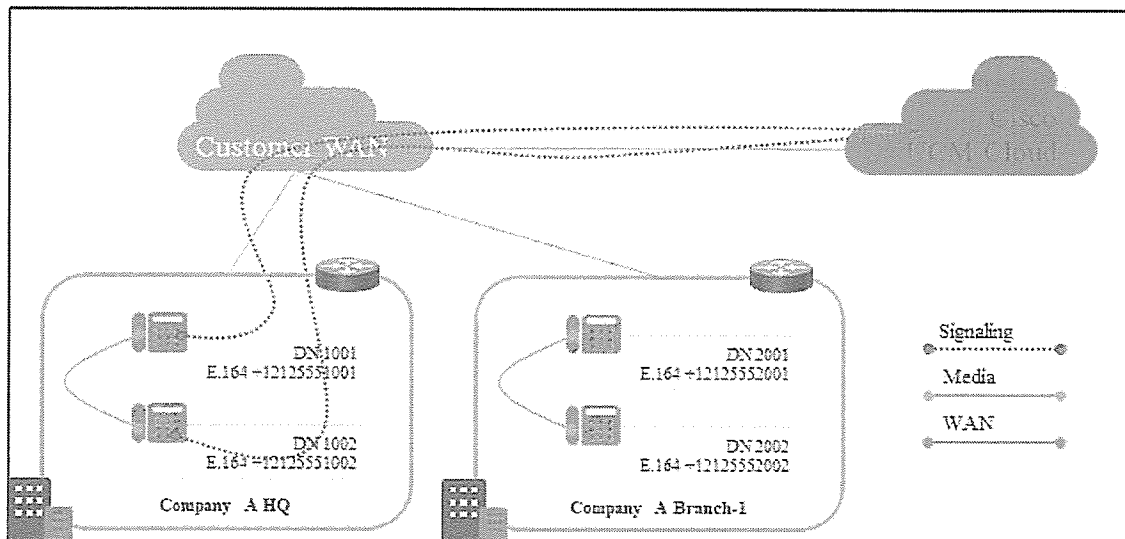 Customer WAN
Cisco
UCM Cloud
DN 1001
E.164 +12125551001
DN 1002
E.164 +12125551002
Company A HQ
DN 2001
E.164 +12125552001
DN 2002
E.164 +12125552002
Company A Branch-1
Signaling
Media
WAN